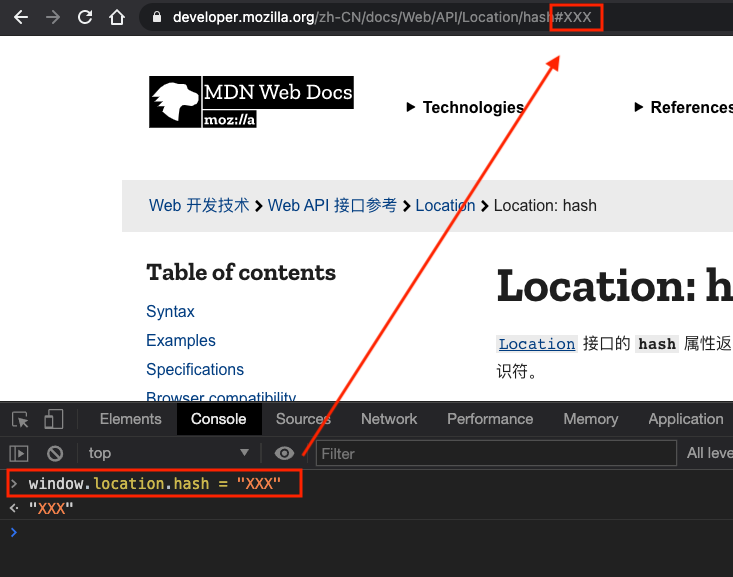 developer.mozilla.org/zh-CN/docs/Web/API/Location/hash#XXX
MDN Web Docs
moz://a
▶ Technologies
▶ References
Web 开发技术 > Web API 接口参考 > Location > Location: hash
Table of contents
Syntax
Examples
Specifications
Browser compatibility
Location: h
Location 接口的 hash 属性返
识符。
Elements Console Sources Network Performance Memory Application
top ▼ Filter All leve
> window.location.hash = "XXX"
<· "XXX"
>